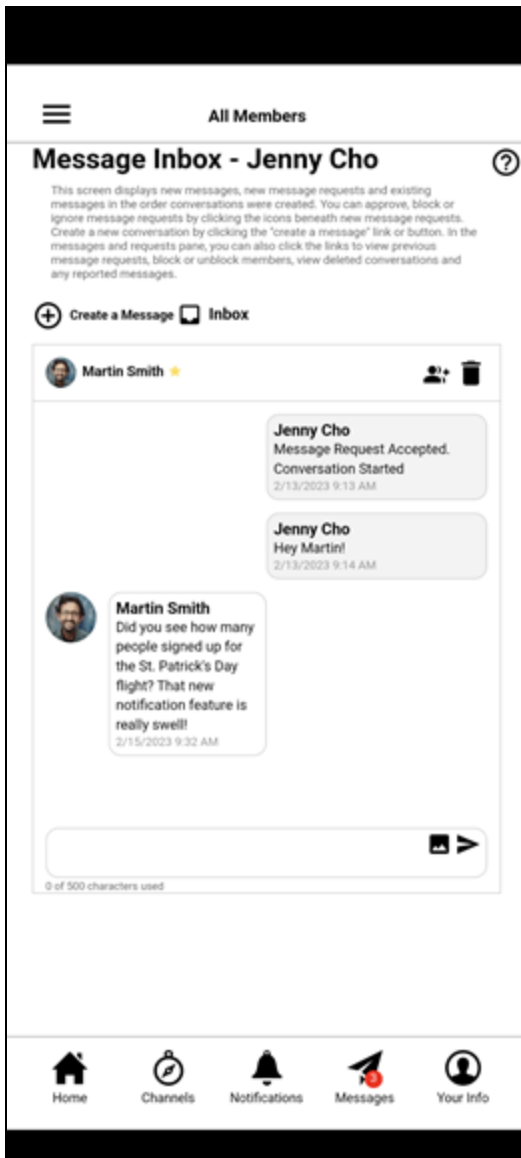 All Members
Message Inbox - Jenny Cho
?
This screen displays new messages, new message requests and existing
messages in the order conversations were created. You can approve, block or
ignore message requests by clicking the icons beneath new message requests.
Create a new conversation by clicking the "create a message" link or button. In the
messages and requests pane, you can also click the links to view previous
message requests, block or unblock members, view deleted conversations and
any reported messages.
Create a Message Inbox
Martin Smith
Jenny Cho
Message Request Accepted.
Conversation Started
2/13/2023 9:13 AM
Jenny Cho
Hey Martin!
2/13/2023 9:14 AM
Martin Smith
Did you see how many
people signed up for
the St. Patrick's Day
flight? That new
notification feature is
really swell!
2/15/2023 9:32 AM
0 of 500 characters used
3
Home Channels Notifications Messages Your Info